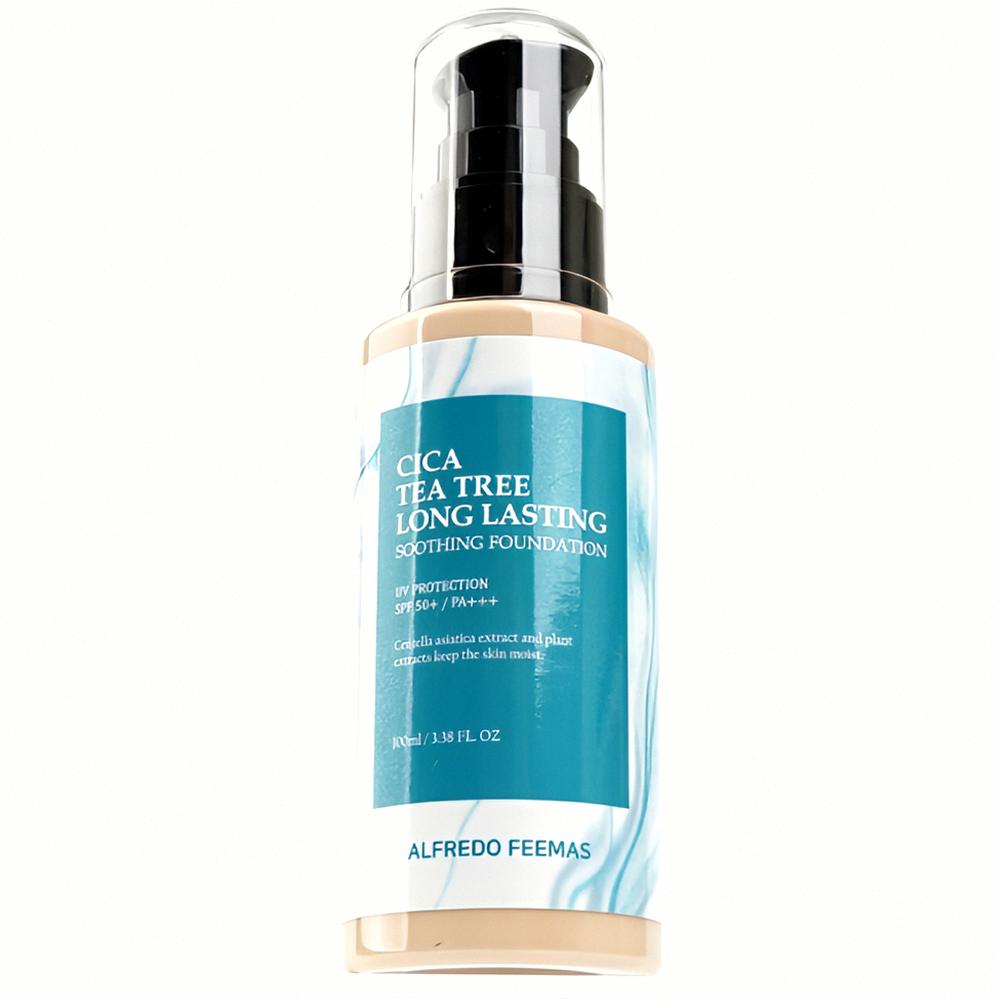 CICA
TEA TREE
LONG LASTING
SOOTHING FOUNDATION
UV PROTECTION
SPF 50+ / PA+++
Centella asiatica extract and plant
extracts keep the skin moist.
100ml / 3.38 FL. OZ
ALFREDO FEEMAS